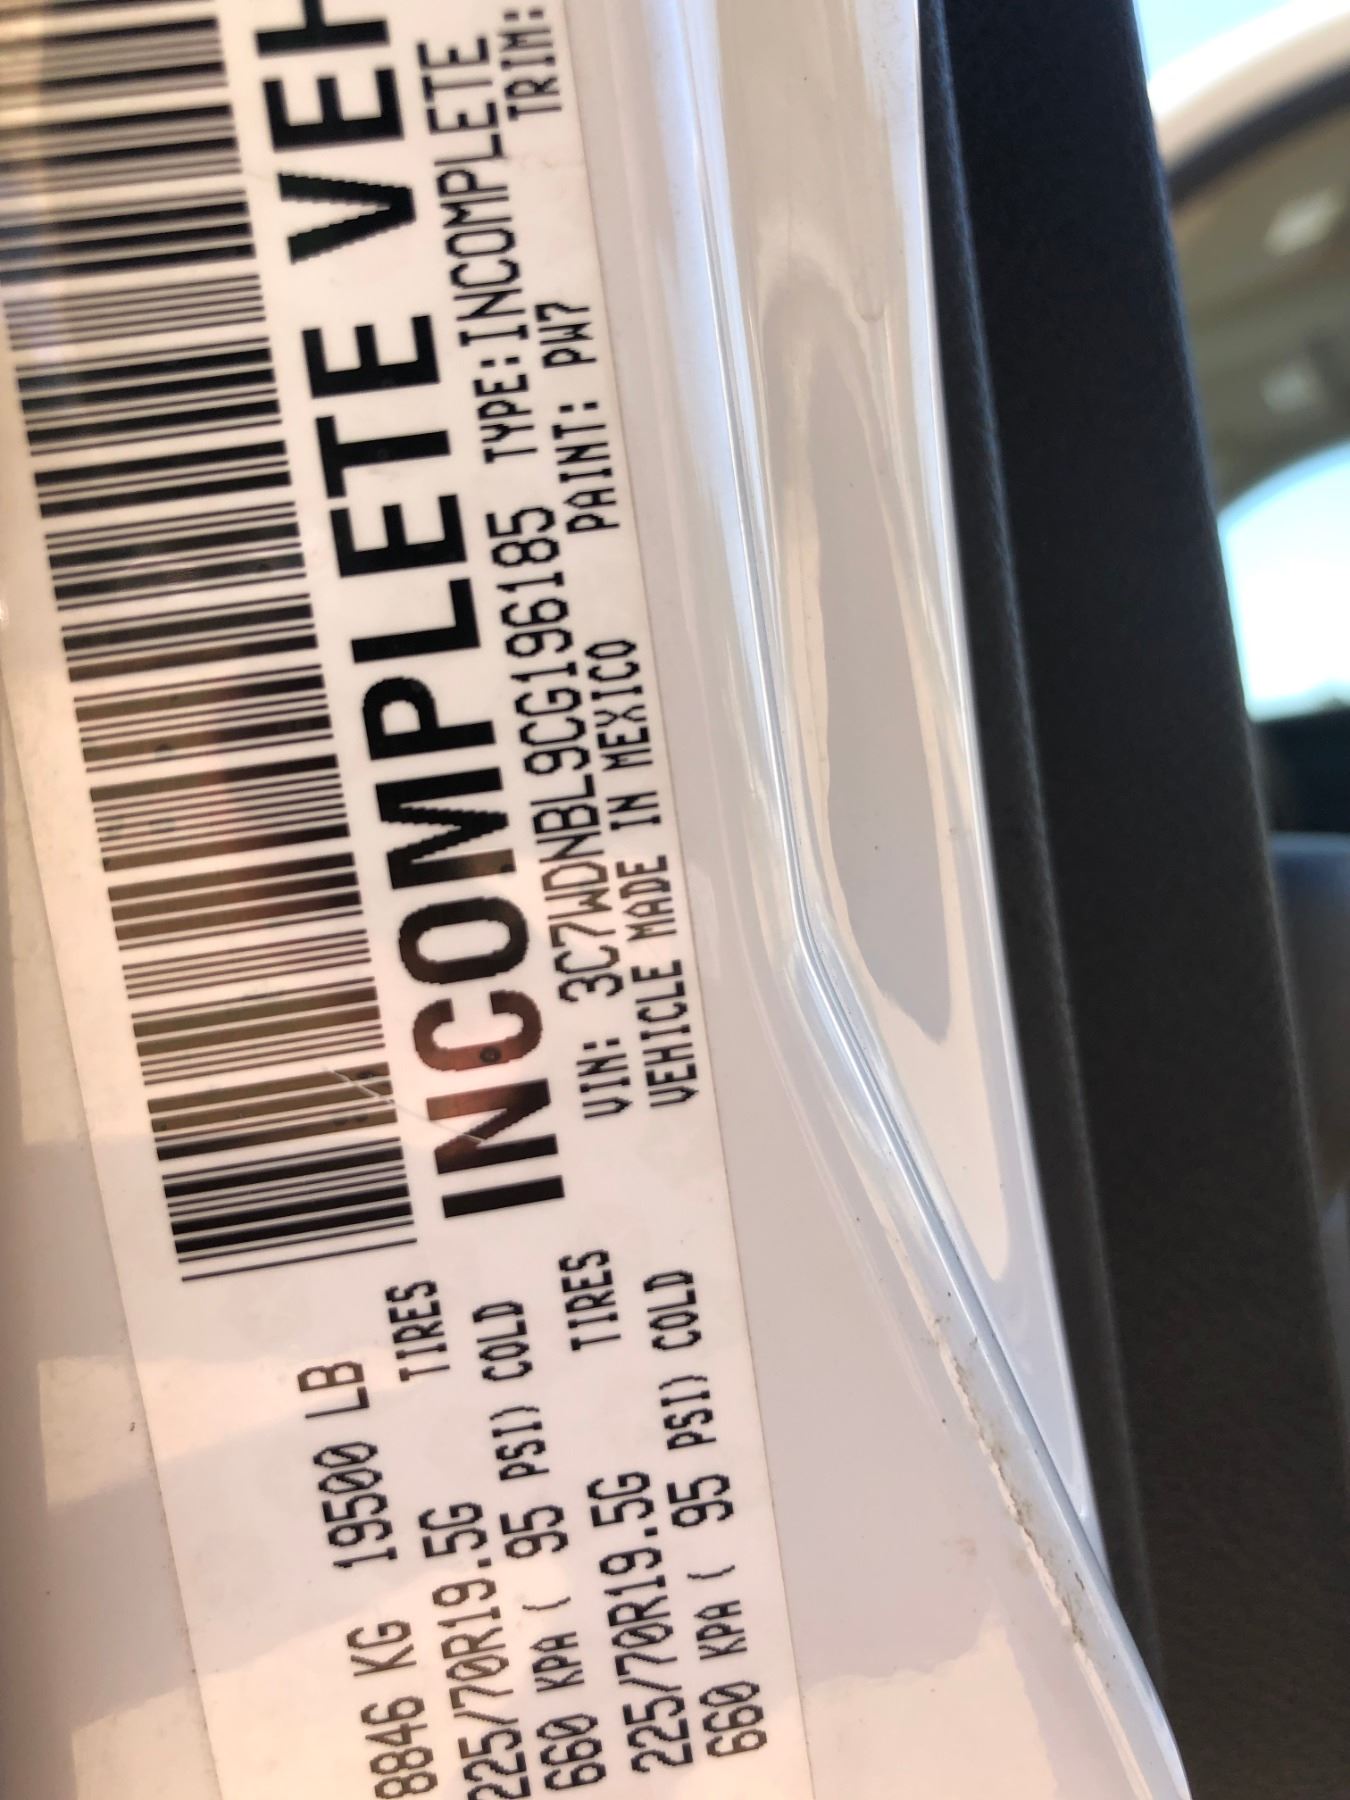 8846 KG 19500 LB
225/70R19.5G TIRES
660 KPA ( 95 PSI) COLD
225/70R19.5G TIRES
660 KPA ( 95 PSI) COLD
INCOMPLETE VEH
VIN: 3C7WDNBL9CG196185 TYPE:INCOMPLETE
VEHICLE MADE IN MEXICO PAINT: PW7 TRIM: